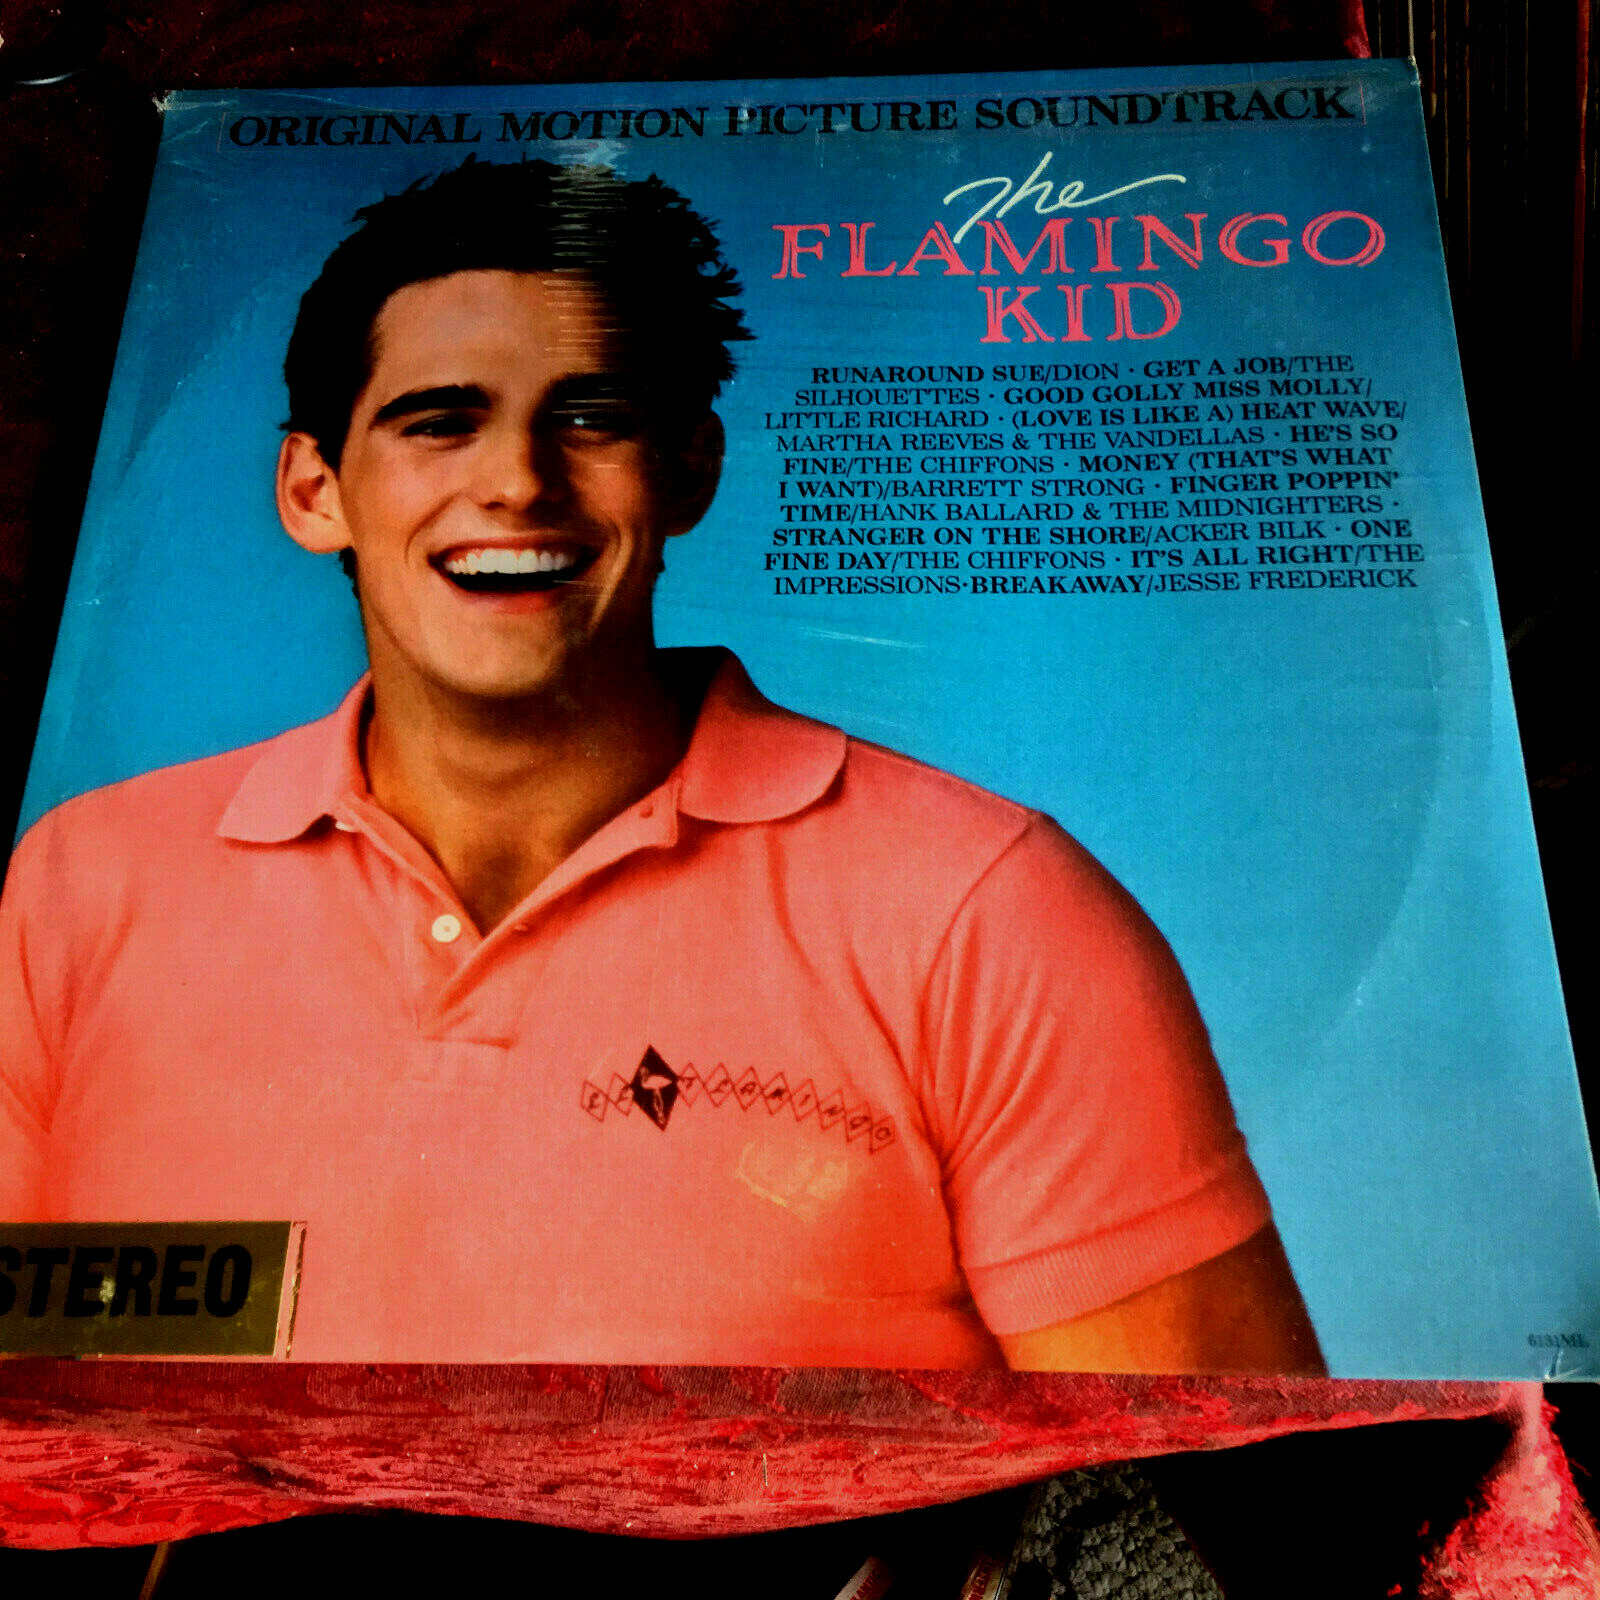 ORIGINAL MOTION PICTURE SOUNDTRACK
The
FLAMINGO
KID
RUNAROUND SUE/DION · GET A JOB/THE
SILHOUETTES · GOOD GOLLY MISS MOLLY/
LITTLE RICHARD · (LOVE IS LIKE A) HEAT WAVE/
MARTHA REEVES & THE VANDELLAS · HE'S SO
FINE/THE CHIFFONS · MONEY (THAT'S WHAT
I WANT)/BARRETT STRONG · FINGER POPPIN'
TIME/HANK BALLARD & THE MIDNIGHTERS ·
STRANGER ON THE SHORE/ACKER BILK · ONE
FINE DAY/THE CHIFFONS · IT'S ALL RIGHT/THE
IMPRESSIONS·BREAKAWAY/JESSE FREDERICK
FLAMINGO
STEREO
6131ML